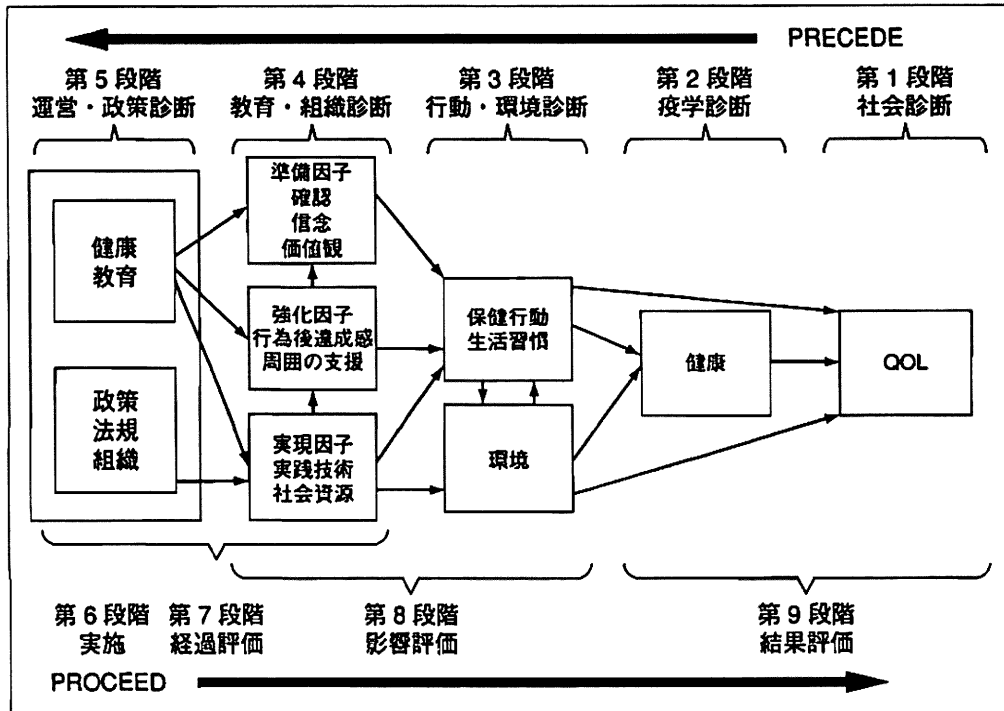 PRECEDE
第5段階
運営・政策診断
第4段階
教育・組織診断
第3段階
行動・環境診断
第2段階
疫学診断
第1段階
社会診断
健康
教育
政策
法規
組織
準備因子
確認
信念
価値観
強化因子
行為後達成感
周囲の支援
実現因子
実践技術
社会資源
保健行動
生活習慣
環境
健康
QOL
第6段階
実施
第7段階
経過評価
第8段階
影響評価
第9段階
結果評価
PROCEED